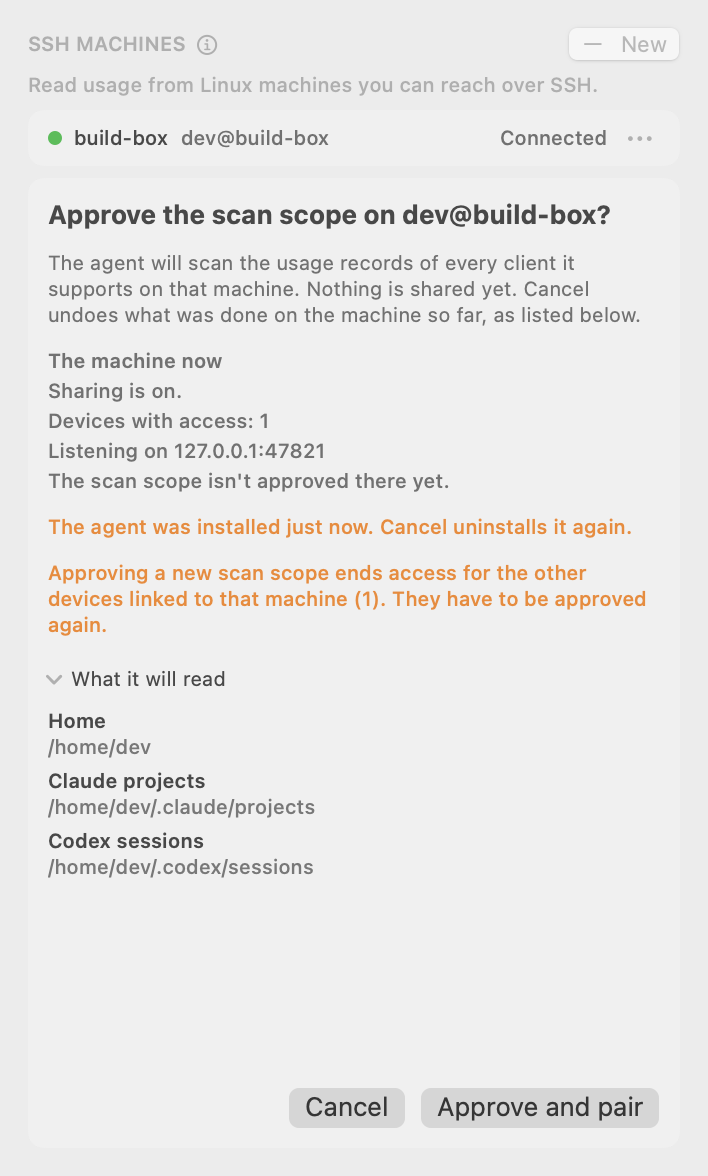 SSH MACHINES
— New
Read usage from Linux machines you can reach over SSH.
build-box dev@build-box Connected ···
Approve the scan scope on dev@build-box?
The agent will scan the usage records of every client it
supports on that machine. Nothing is shared yet. Cancel
undoes what was done on the machine so far, as listed below.
The machine now
Sharing is on.
Devices with access: 1
Listening on 127.0.0.1:47821
The scan scope isn't approved there yet.
The agent was installed just now. Cancel uninstalls it again.
Approving a new scan scope ends access for the other
devices linked to that machine (1). They have to be approved
again.
What it will read
Home
/home/dev
Claude projects
/home/dev/.claude/projects
Codex sessions
/home/dev/.codex/sessions
Cancel
Approve and pair